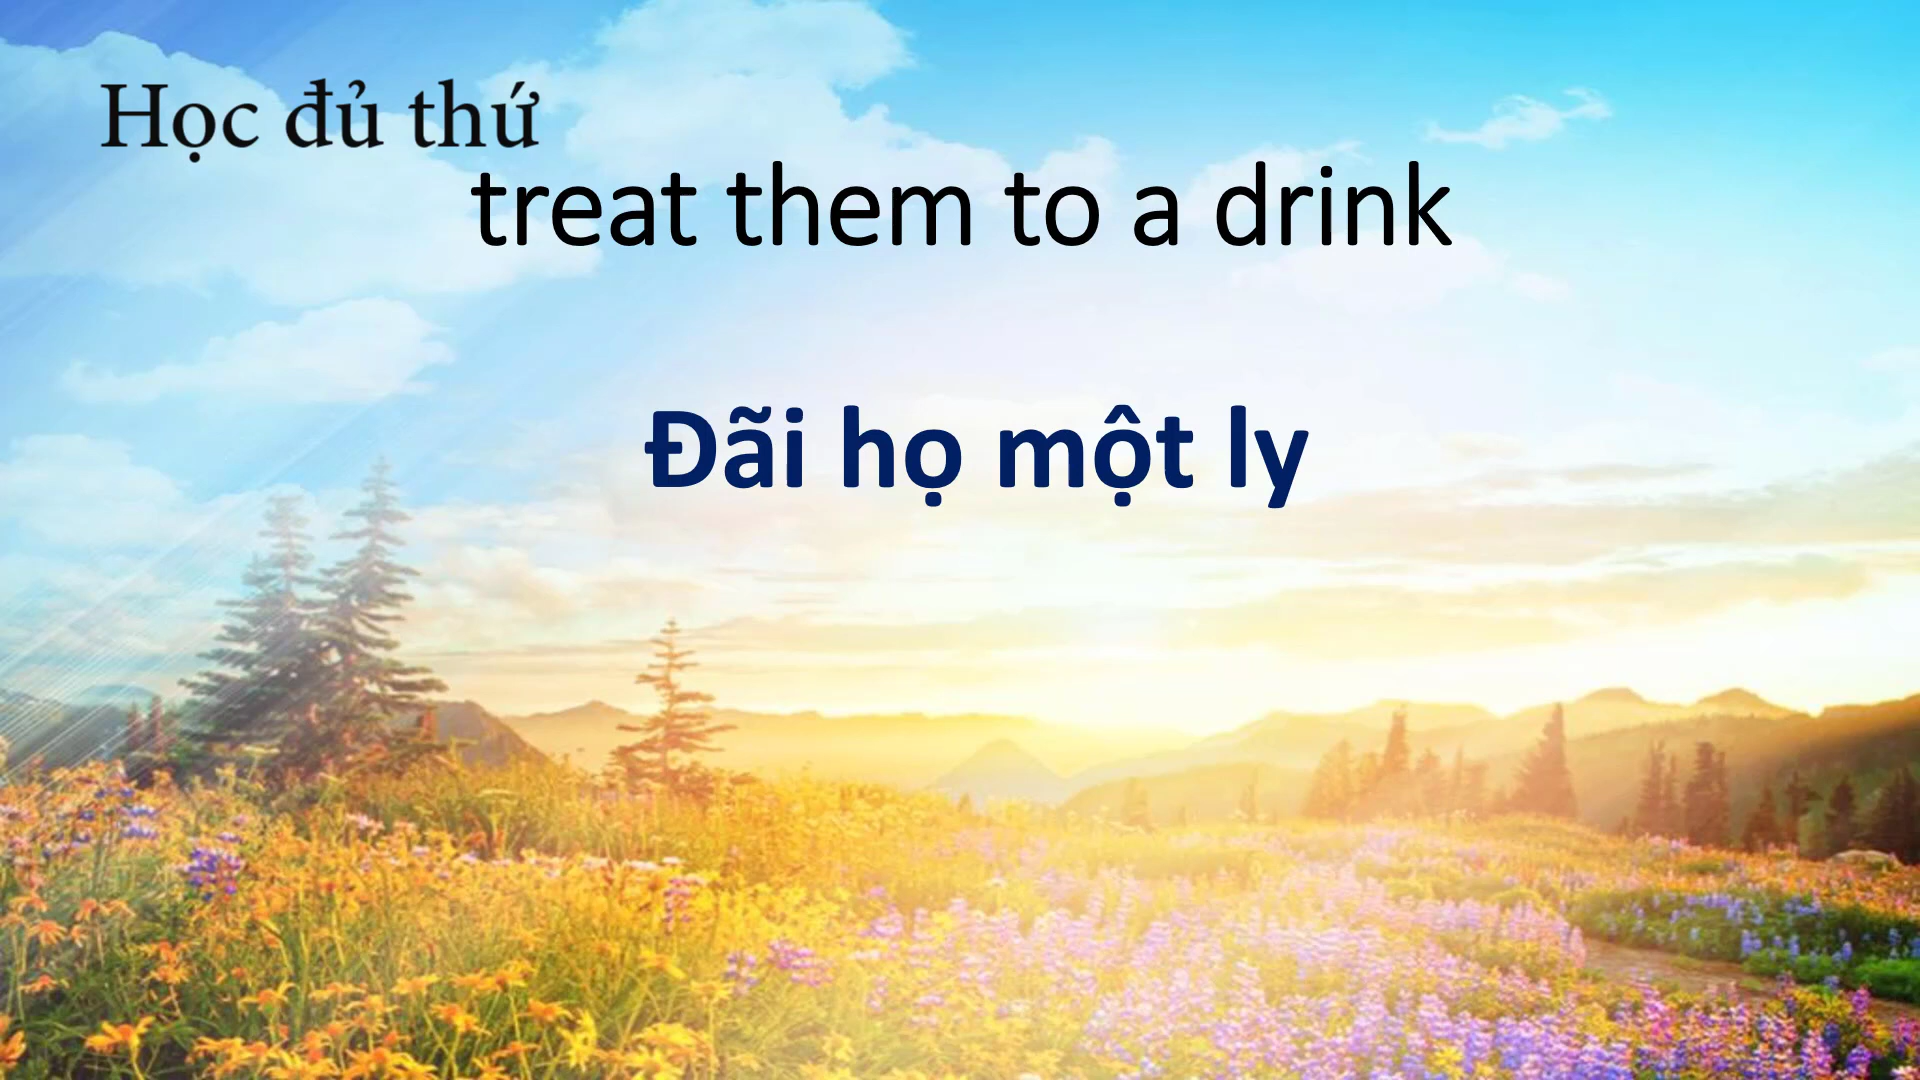 Học đủ thứ
treat them to a drink
Đãi họ một ly